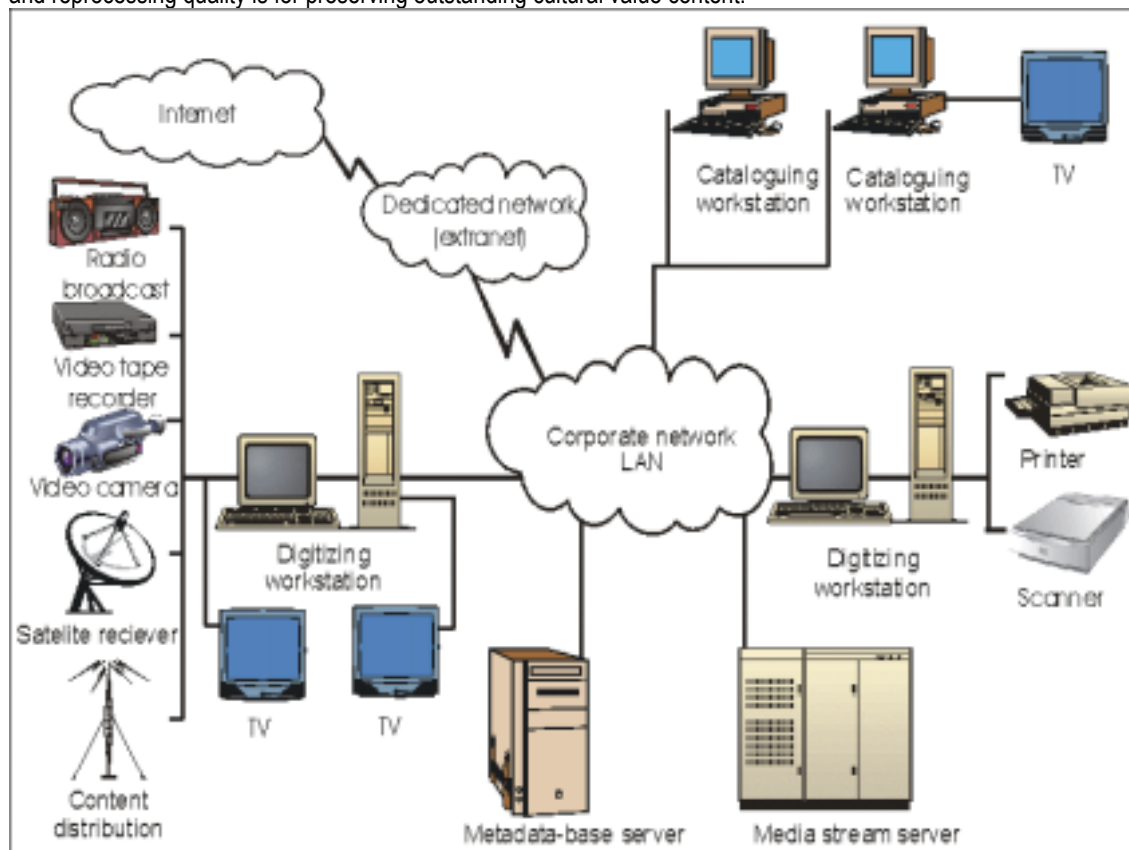 and reprocessing quality is for preserving outstanding cultural value content.
Internet
Dedicated network
(extranet)
Cataloguing
workstation
Cataloguing
workstation
TV
Radio
broadcast
Video tape
recorder
Video camera
Satelite reciever
Content
distribution
Digitizing
workstation
TV
TV
Corporate network
LAN
Digitizing
workstation
Printer
Scanner
Metadata-base server
Media stream server